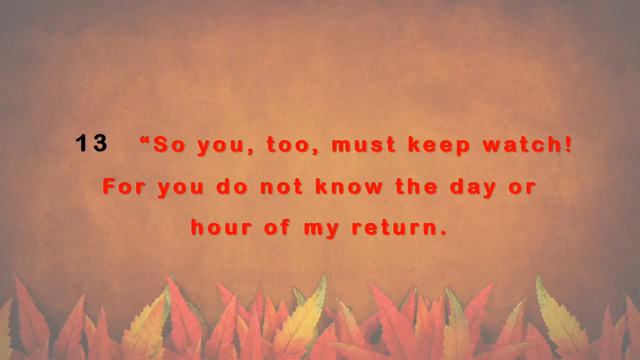 13 “So you, too, must keep watch!
For you do not know the day or
hour of my return.